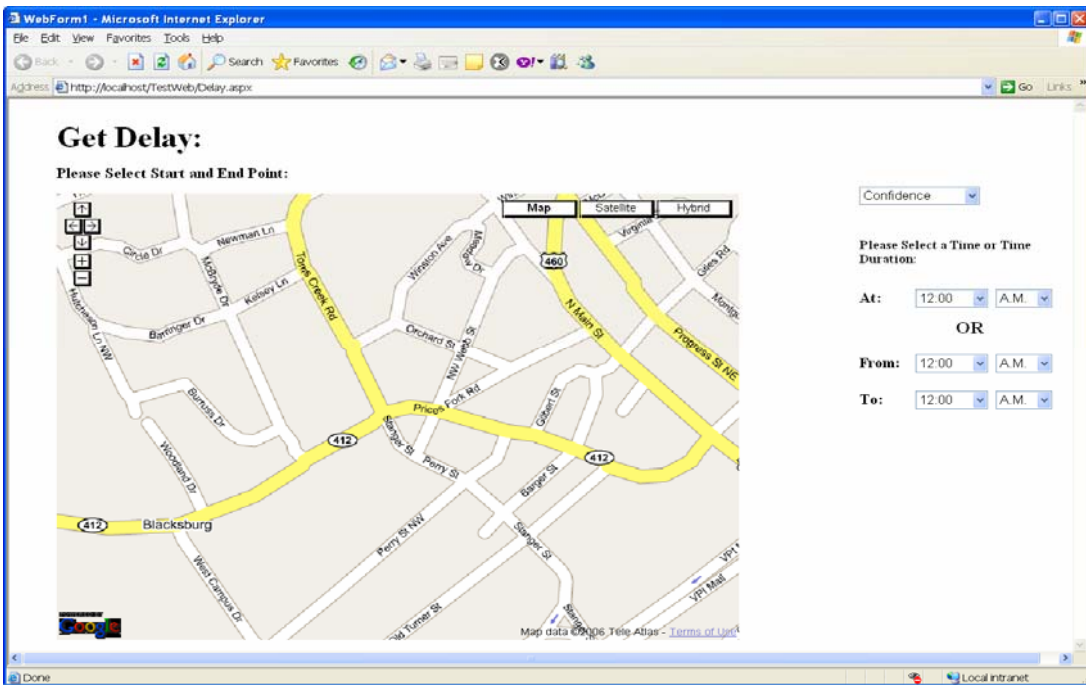 WebForm1 - Microsoft Internet Explorer
File Edit View Favorites Tools Help
Back Search Favorites
Address http://localhost/TestWeb/Delay.aspx Go Links
Get Delay:
Please Select Start and End Point:
Map Satellite Hybrid
Confidence
Please Select a Time or Time
Duration:
At: 12:00 A.M.
OR
From: 12:00 A.M.
To: 12:00 A.M.
Circle Dr
Newman Ln
McBryde Dr
Kelsey Ln
Hutcheson Ln NW
Barringer Dr
Burruss Dr
Woodland Dr
Toms Creek Rd
Winston Ave
Orchard St
NW Webb St
460
N Main St
Progress St NE
Giles Rd
Virginia
Prices Fork Rd
Gilbert St
Stanger St
Perry St
412
412
412
Blacksburg
Barger St
Perry St NW
Stanger St
West Campus Dr
Old Turner St
VPI Mall
VPI
Google
Map data ©2006 Tele Atlas - Terms of Use
Done Local intranet